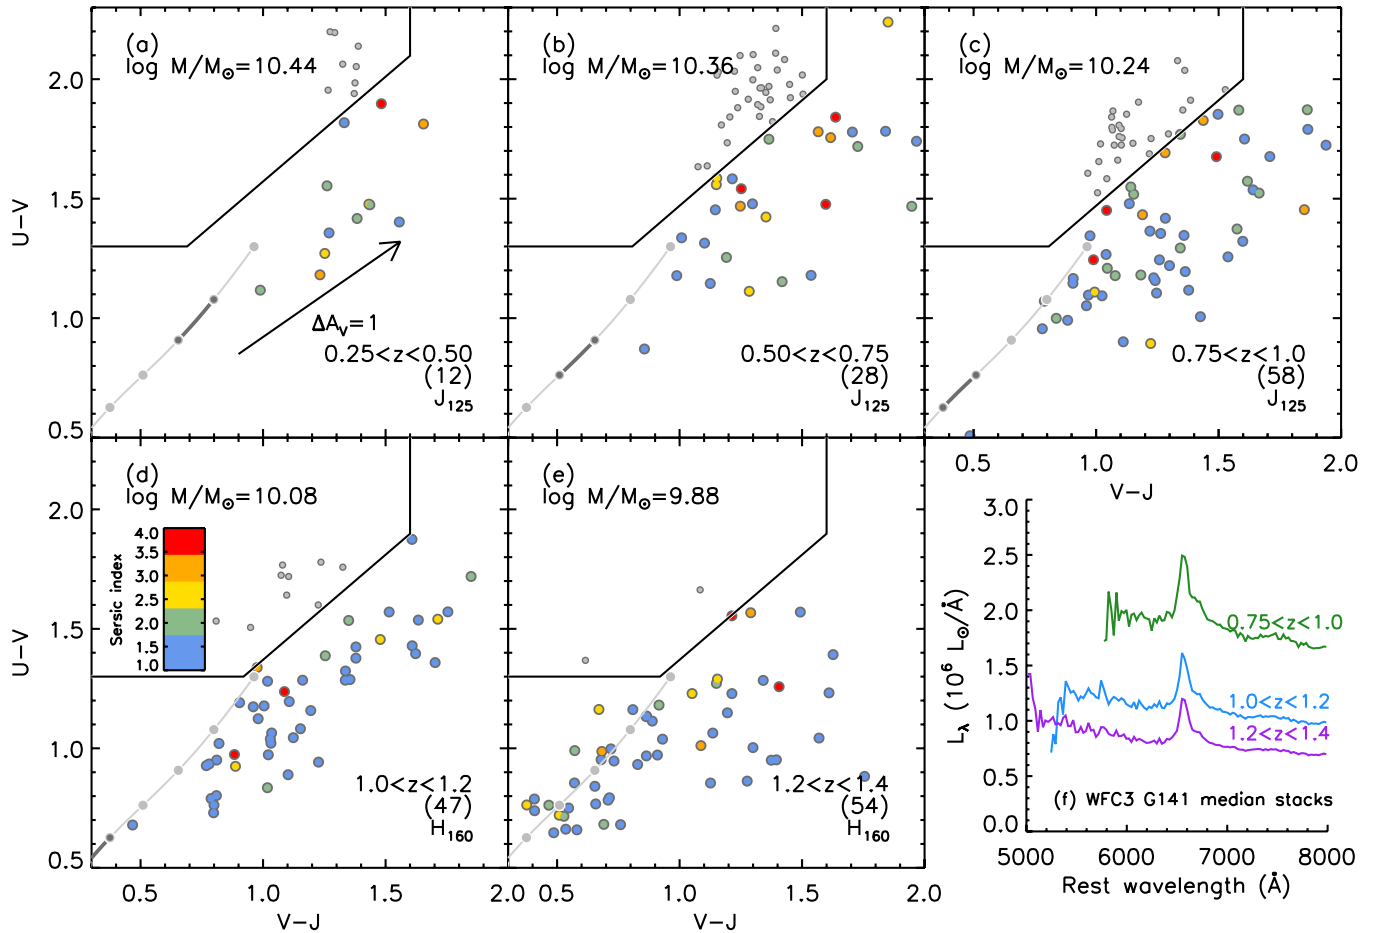 (a)
log M/M⊙=10.44
ΔAV=1
0.25<z<0.50
(12)
J125
(b)
log M/M⊙=10.36
0.50<z<0.75
(28)
J125
(c)
log M/M⊙=10.24
0.75<z<1.0
(58)
J125
U-V
2.0
1.5
1.0
0.5
0.5 1.0 1.5 2.0
V-J
(d)
log M/M⊙=10.08
Sersic index
4.0
3.5
3.0
2.5
2.0
1.5
1.0
1.0<z<1.2
(47)
H160
(e)
log M/M⊙=9.88
1.2<z<1.4
(54)
H160
U-V
2.0
1.5
1.0
0.5
0.5 1.0 1.5 2.0
V-J
0.5 1.0 1.5 2.0
V-J
3.0
2.5
2.0
1.5
1.0
0.5
0.0
Lλ (10⁶ L⊙/Å)
0.75<z<1.0
1.0<z<1.2
1.2<z<1.4
(f) WFC3 G141 median stacks
5000 6000 7000 8000
Rest wavelength (Å)